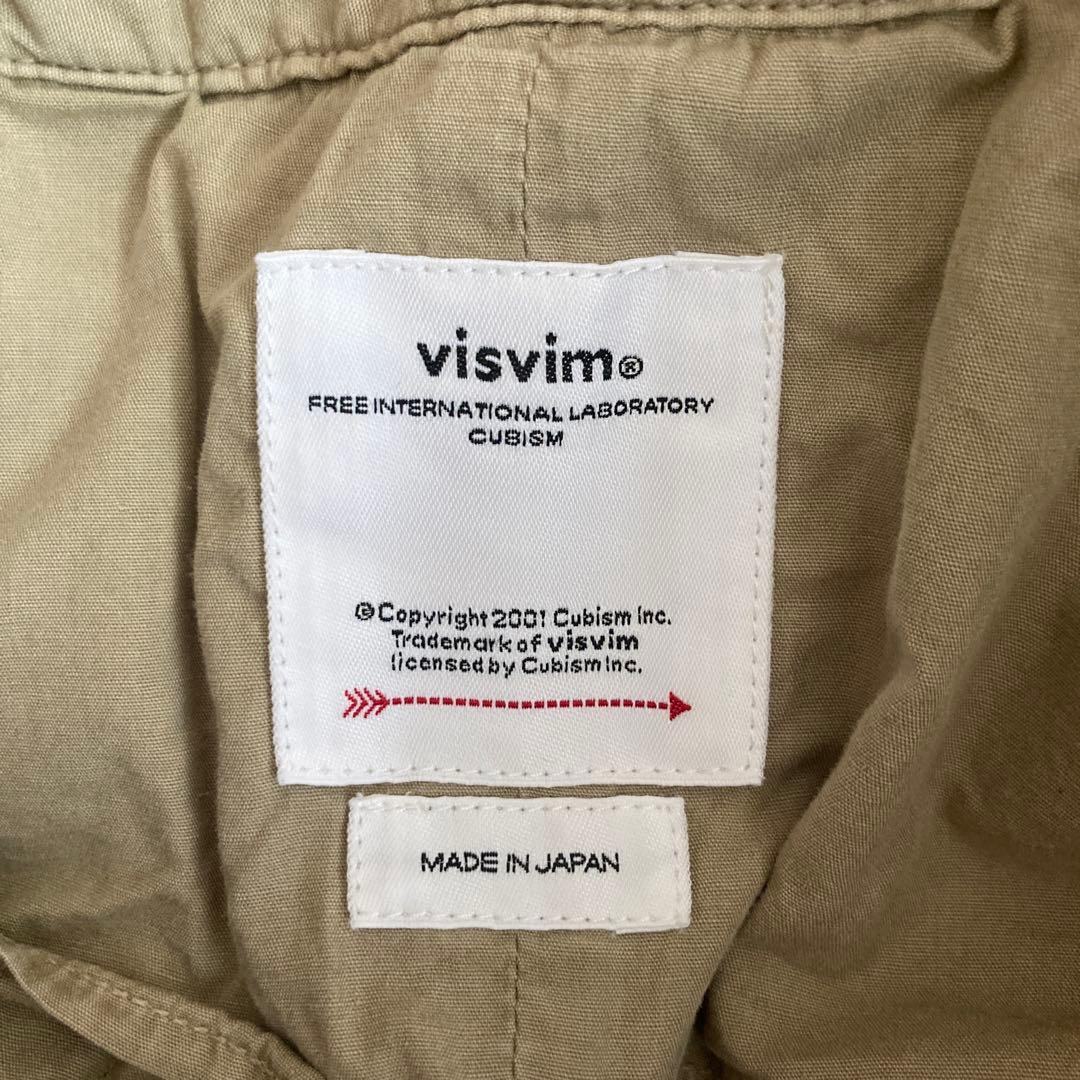 visvim®
FREE INTERNATIONAL LABORATORY
CUBISM
©Copyright 2001 Cubism Inc.
Trademark of visvim
licensed by Cubism Inc.
MADE IN JAPAN